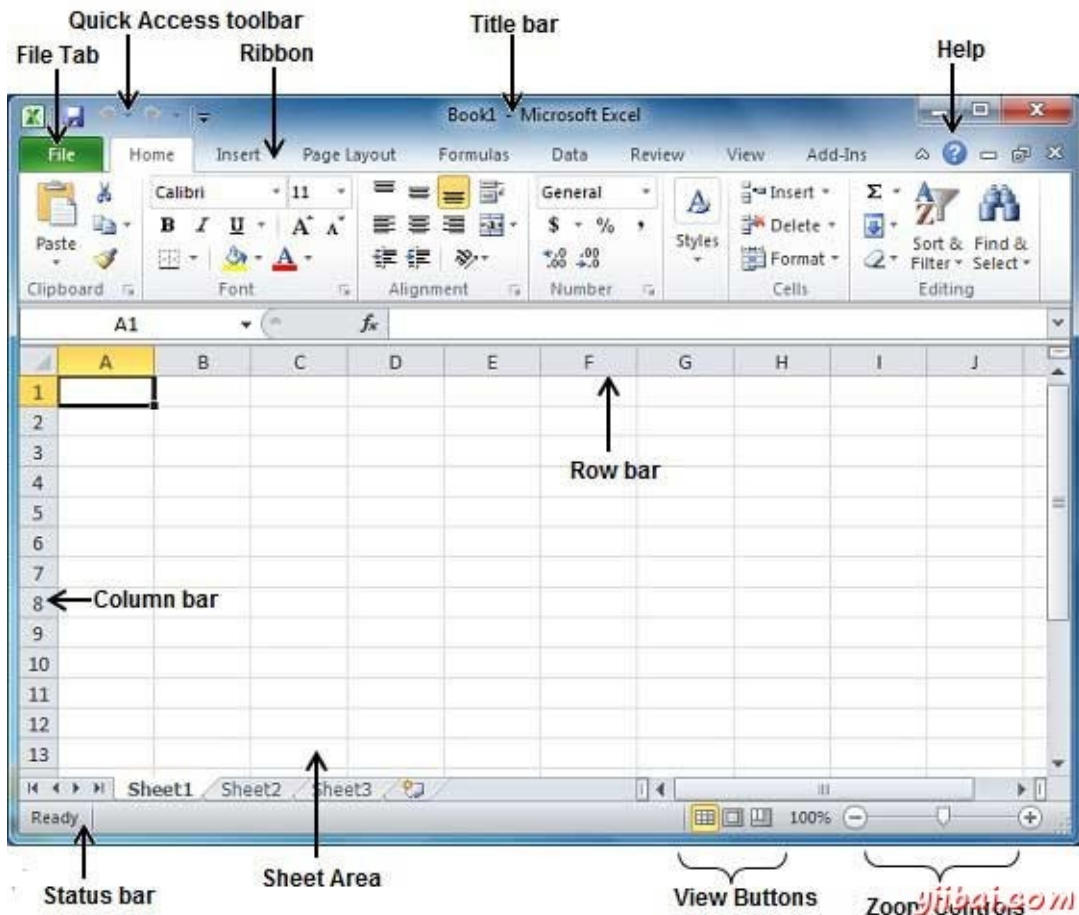 Quick Access toolbar
Title bar
File Tab
Ribbon
Help
Book1 - Microsoft Excel
File Home Insert Page Layout Formulas Data Review View Add-Ins
Calibri 11 General Insert Σ
B I U A A $ % , Styles Delete Sort & Find &
Paste A .00 .00 Format Filter Select
Clipboard Font Alignment Number Cells Editing
A1 fx
A B C D E F G H I J
1
2
3
Row bar
4
5
6
7
8 Column bar
9
10
11
12
13
Sheet1 Sheet2 Sheet3
Ready 100%
Status bar
Sheet Area
View Buttons
Zoom Controls
yiibai.com